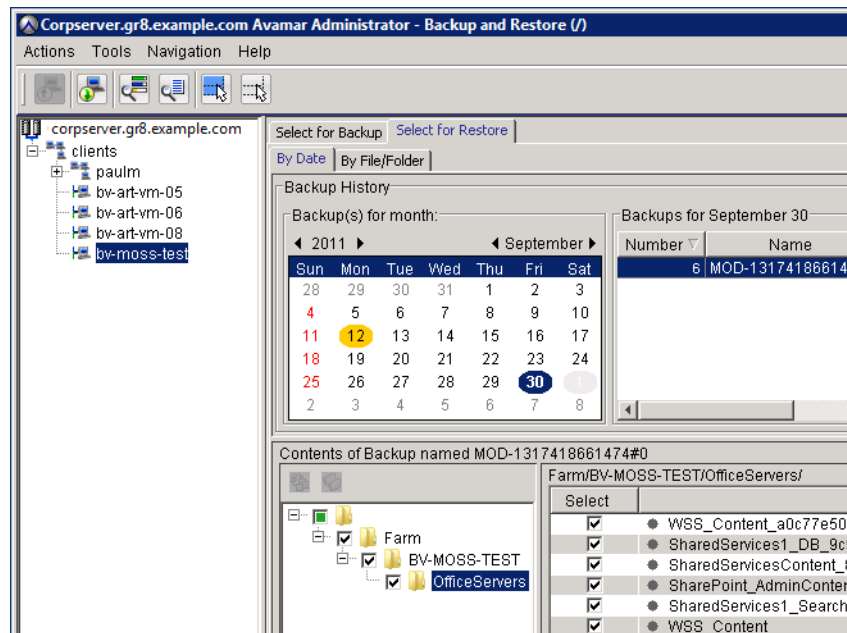 Corpserver.gr8.example.com Avamar Administrator - Backup and Restore (/)
Actions Tools Navigation Help
corpserver.gr8.example.com
clients
paulm
bv-art-vm-05
bv-art-vm-06
bv-art-vm-08
bv-moss-test
Select for Backup Select for Restore
By Date By File/Folder
Backup History
Backup(s) for month:
2011 September
Sun Mon Tue Wed Thu Fri Sat
28 29 30 31 1 2 3
4 5 6 7 8 9 10
11 12 13 14 15 16 17
18 19 20 21 22 23 24
25 26 27 28 29 30 1
2 3 4 5 6 7 8
Backups for September 30
Number Name
6 MOD-13174186614
Contents of Backup named MOD-1317418661474#0
Farm
BV-MOSS-TEST
OfficeServers
Farm/BV-MOSS-TEST/OfficeServers/
Select
WSS_Content_a0c77e50
SharedServices1_DB_9c
SharedServicesContent_
SharePoint_AdminConte
SharedServices1_Search
WSS_Content